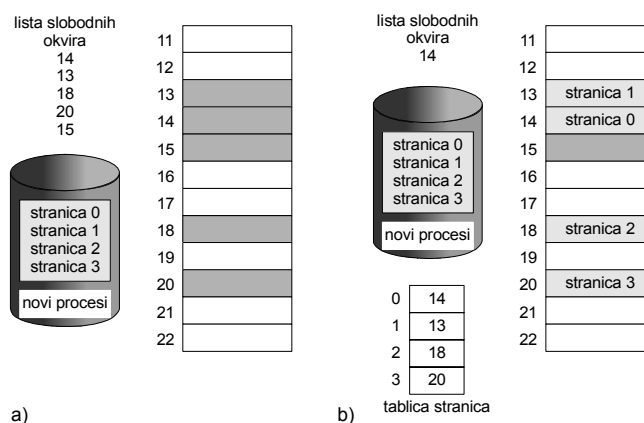 lista slobodnih
okvira
14
13
18
20
15
stranica 0
stranica 1
stranica 2
stranica 3
novi procesi
11
12
13
14
15
16
17
18
19
20
21
22
a)
lista slobodnih
okvira
14
stranica 0
stranica 1
stranica 2
stranica 3
novi procesi
0 14
1 13
2 18
3 20
tablica stranica
11
12
13 stranica 1
14 stranica 0
15
16
17
18 stranica 2
19
20 stranica 3
21
22
b)